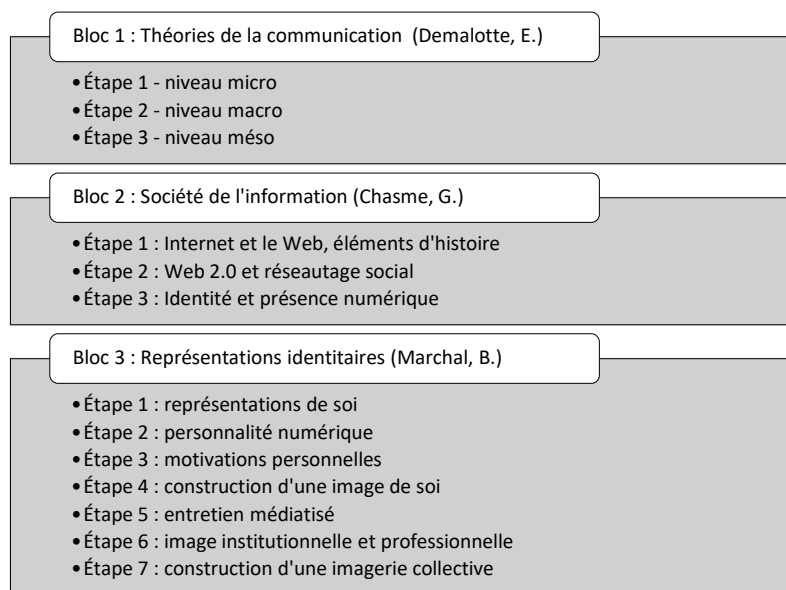 Bloc 1 : Théories de la communication  (Demalotte, E.)
•Étape 1 - niveau micro
•Étape 2 - niveau macro
•Étape 3 - niveau méso
Bloc 2 : Société de l'information (Chasme, G.)
•Étape 1 : Internet et le Web, éléments d'histoire
•Étape 2 : Web 2.0 et réseautage social
•Étape 3 : Identité et présence numérique
Bloc 3 : Représentations identitaires (Marchal, B.)
•Étape 1 : représentations de soi
•Étape 2 : personnalité numérique
•Étape 3 : motivations personnelles
•Étape 4 : construction d'une image de soi
•Étape 5 : entretien médiatisé
•Étape 6 : image institutionnelle et professionnelle
•Étape 7 : construction d'une imagerie collective